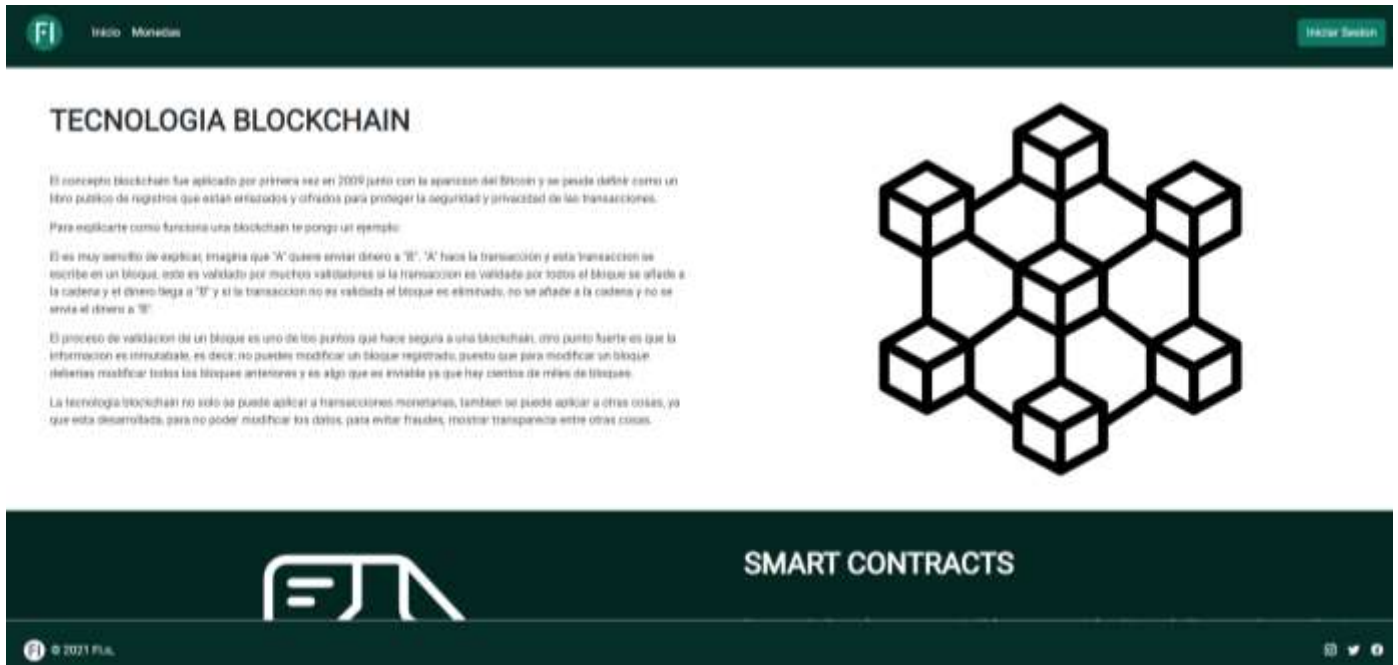 FI
Inicio Monedas
Iniciar Sesion
TECNOLOGIA BLOCKCHAIN
El concepto blockchain fue aplicado por primera vez en 2009 junto con la aparicion del Bitcoin y se peude definir como un
libro publico de registros que estan enlazados y cifrados para proteger la seguridad y privacidad de las transacciones.
Para explicarte como funciona una blockchain te pongo un ejemplo:
El es muy sencillo de explicar, imagina que "A" quiere enviar dinero a "B". "A" hace la transacción y esta transaccion se
escribe en un bloque, este es validado por muchos validadores si la transaccion es validada por todos el bloque se añade a
la cadena y el dinero llega a "B" y si la transaccion no es validada el bloque es eliminado, no se añade a la cadena y no se
envia el dinero a "B".
El proceso de validacion de un bloque es uno de los puntos que hace segura a una blockchain, otro punto fuerte es que la
informacion es inmutabale, es decir, no puedes modificar un bloque registrado, puesto que para modificar un bloque
deberias modificar todos los bloques anteriores y es algo que es inviable ya que hay cientos de miles de bloques.
La tecnologia blockchain no solo se puede aplicar a transacciones monetarias, tambien se puede aplicar a otras cosas, ya
que esta desarrollada, para no poder modificar los datos, para evitar fraudes, mostrar transparecia entre otras cosas.
SMART CONTRACTS
FI © 2021 FI,s,